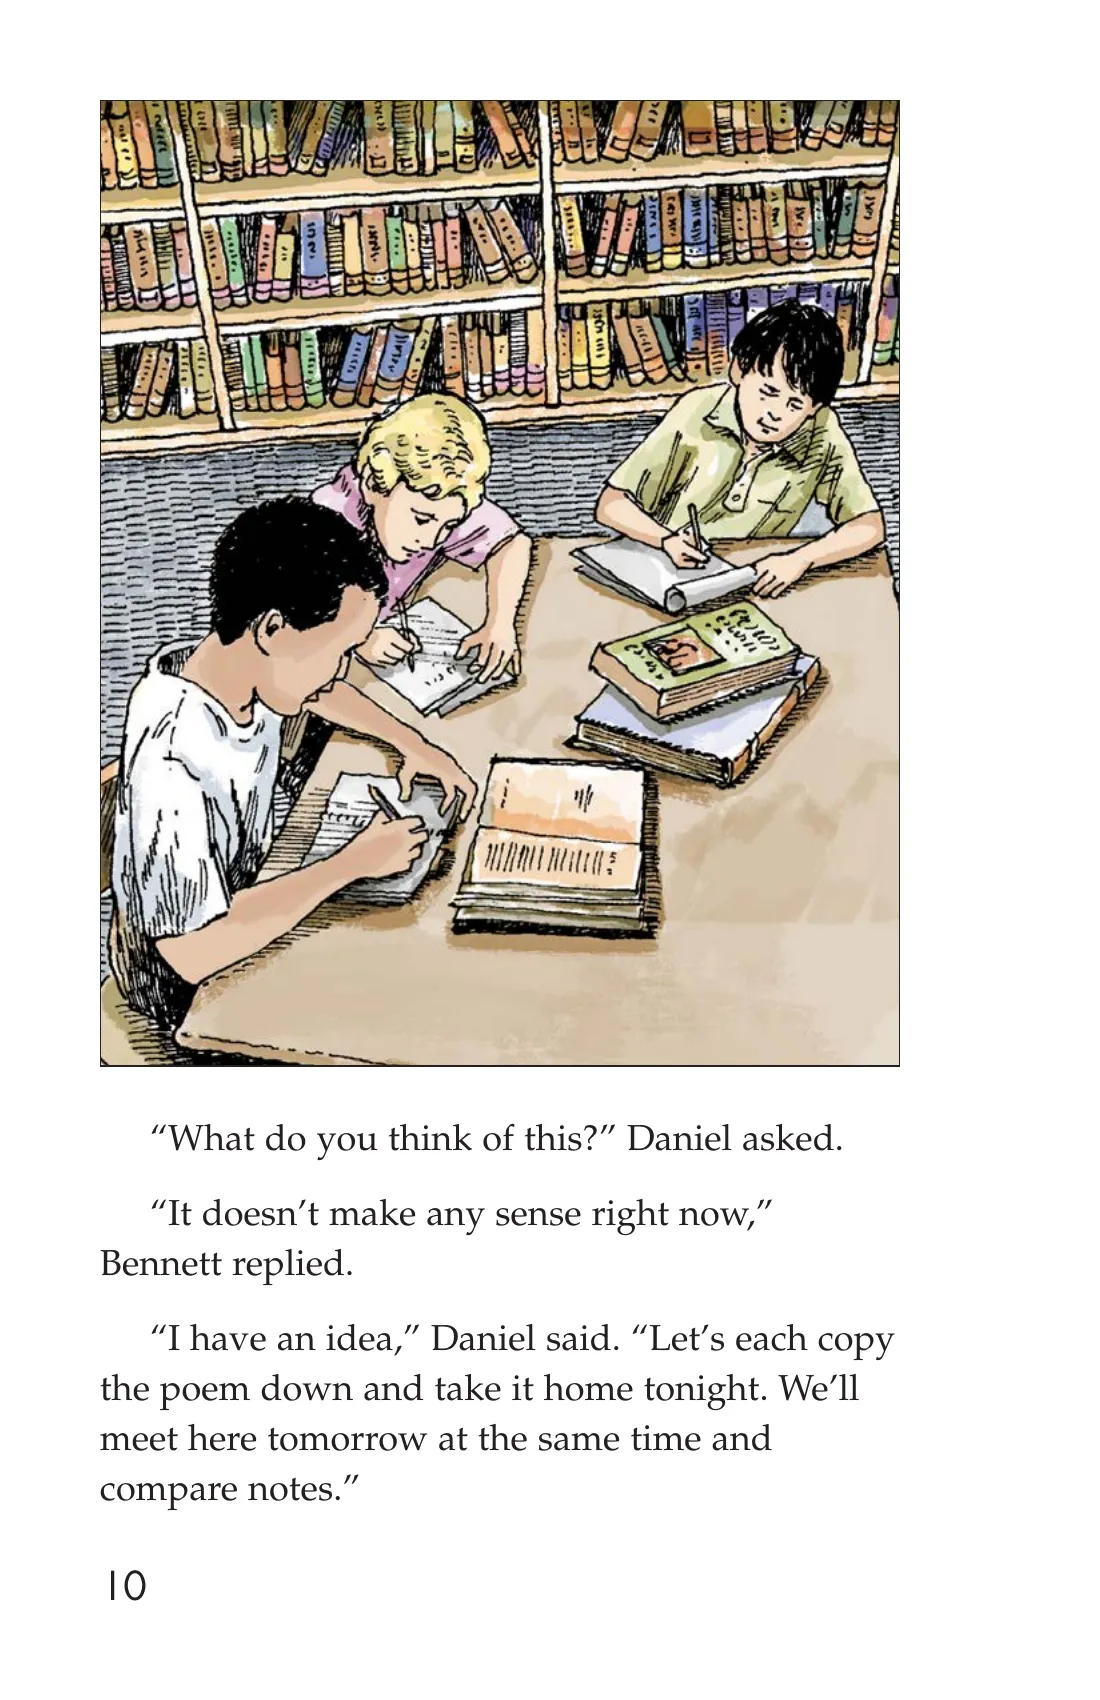 “What do you think of this?” Daniel asked.
“It doesn’t make any sense right now,”
Bennett replied.
“I have an idea,” Daniel said. “Let’s each copy
the poem down and take it home tonight. We’ll
meet here tomorrow at the same time and
compare notes.”
10